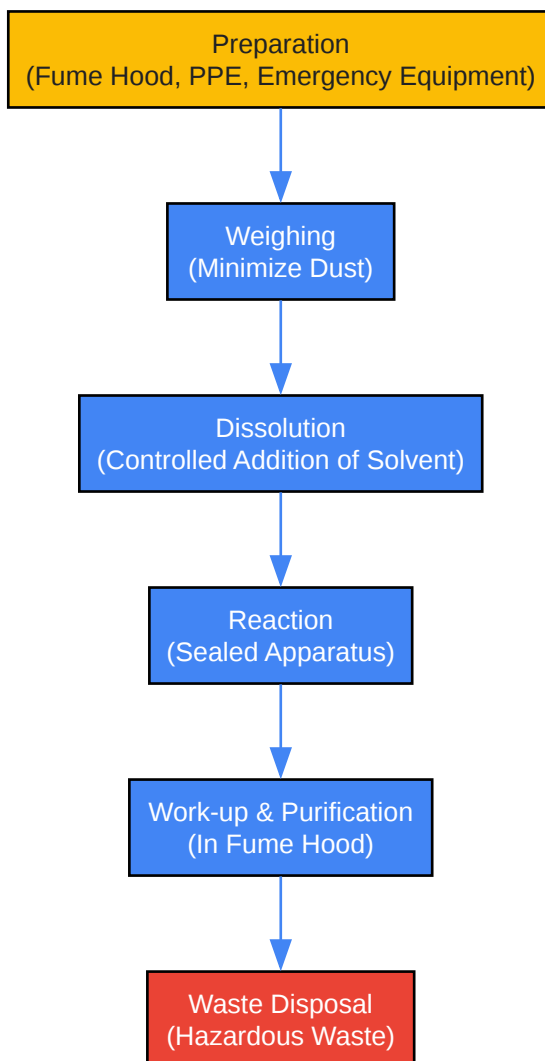 Preparation
(Fume Hood, PPE, Emergency Equipment)
Weighing
(Minimize Dust)
Dissolution
(Controlled Addition of Solvent)
Reaction
(Sealed Apparatus)
Work-up & Purification
(In Fume Hood)
Waste Disposal
(Hazardous Waste)